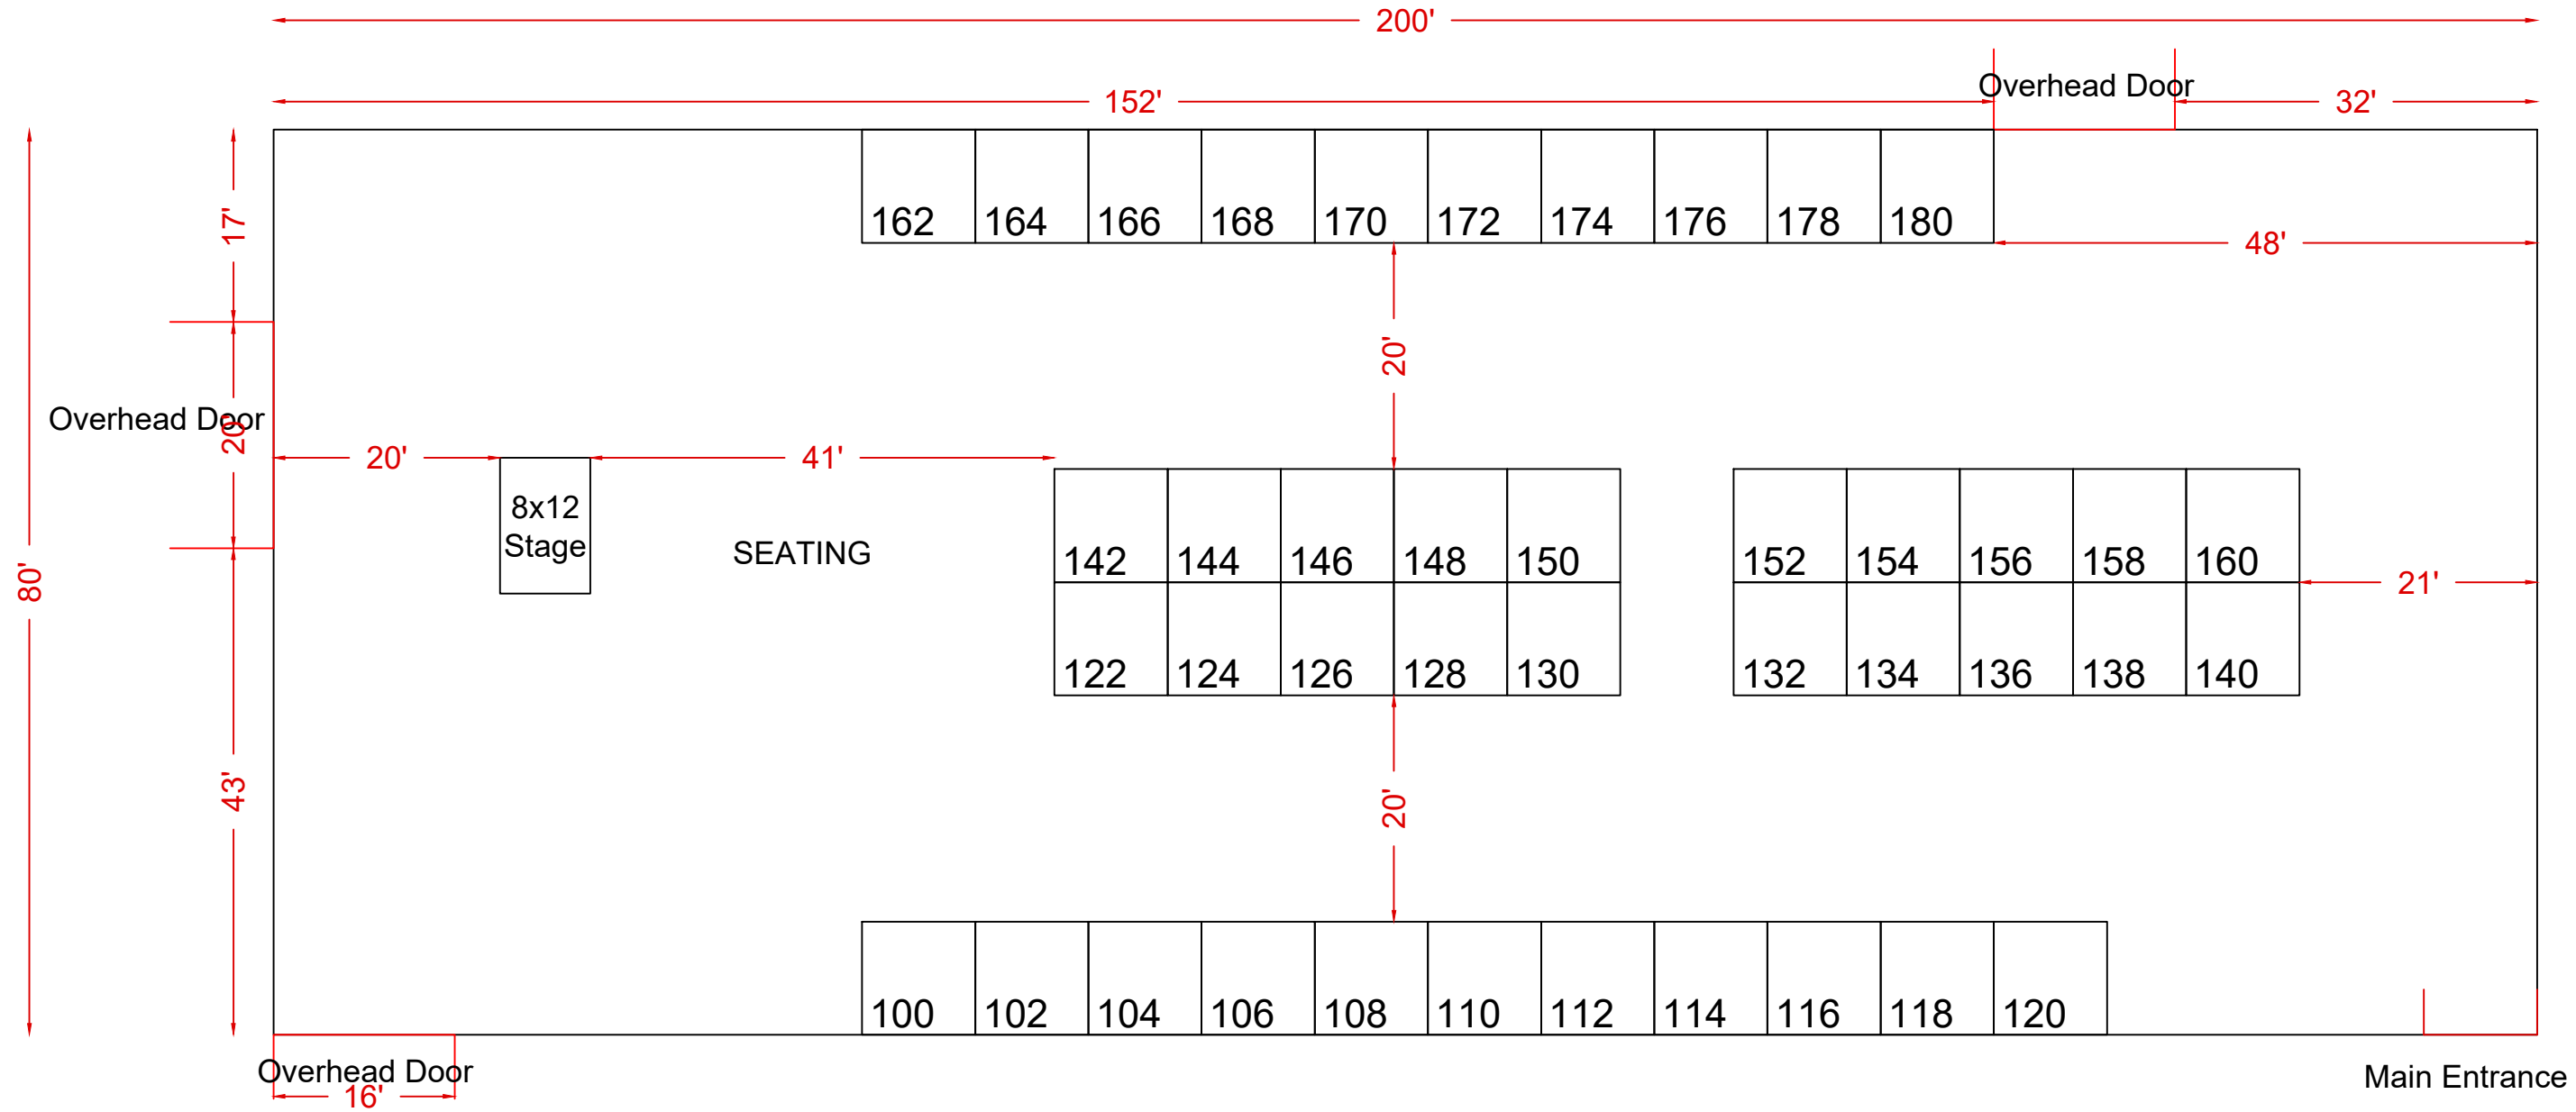 200'
Overhead Door
152'
32'
17'
162 164 166 168 170 172 174 176 178 180
48'
20'
Overhead Door
20'
20'
41'
8x12
Stage
SEATING
142 144 146 148 150 152 154 156 158 160
21'
80'
122 124 126 128 130 132 134 136 138 140
43'
20'
100 102 104 106 108 110 112 114 116 118 120
Overhead Door
Main Entrance
16'